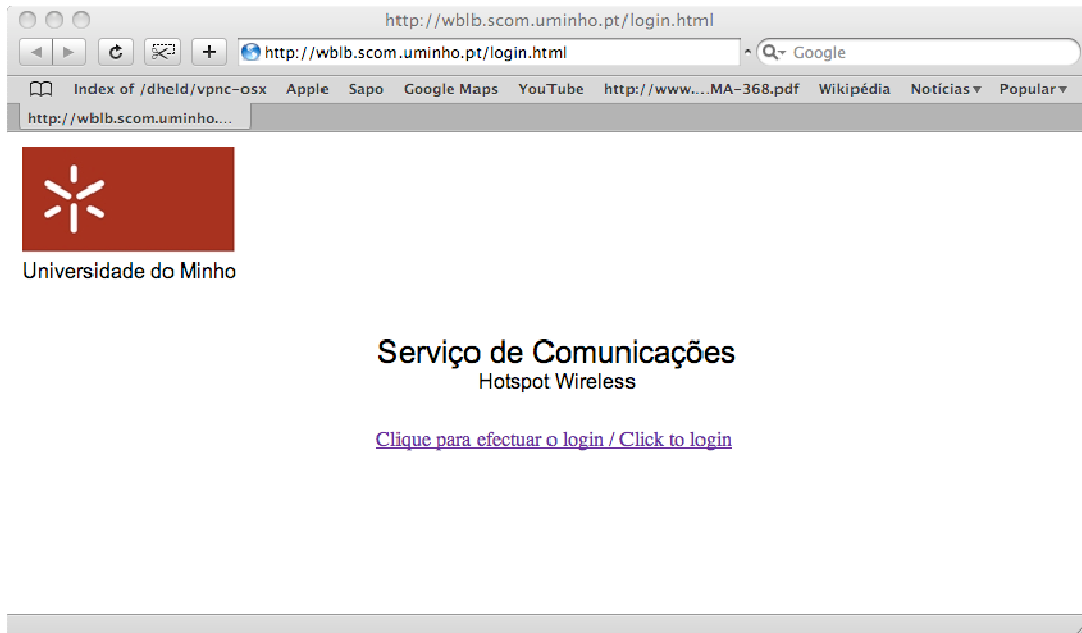 http://wblb.scom.uminho.pt/login.html
http://wblb.scom.uminho.pt/login.html Google
Index of /dheld/vpnc-osx Apple Sapo Google Maps YouTube http://www....MA-368.pdf Wikipédia Notícias Popular
http://wblb.scom.uminho....
Universidade do Minho
Serviço de Comunicações
Hotspot Wireless
Clique para efectuar o login / Click to login